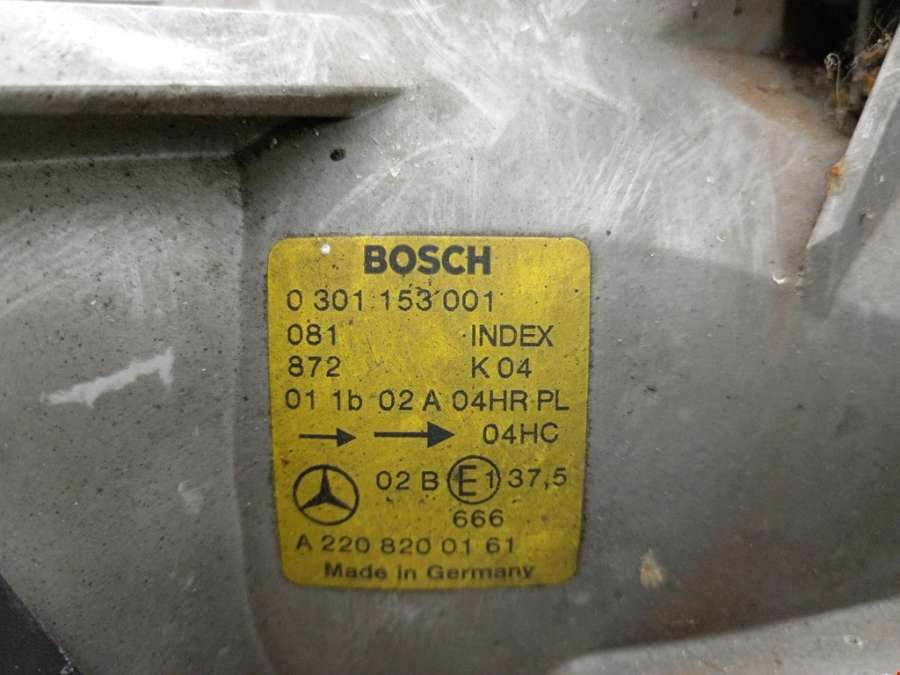 BOSCH
0 301 153 001
081 INDEX
872 K 04
01 1b 02 A 04HR PL
04HC
02 B E1 37,5
666
A 220 820 01 61
Made in Germany